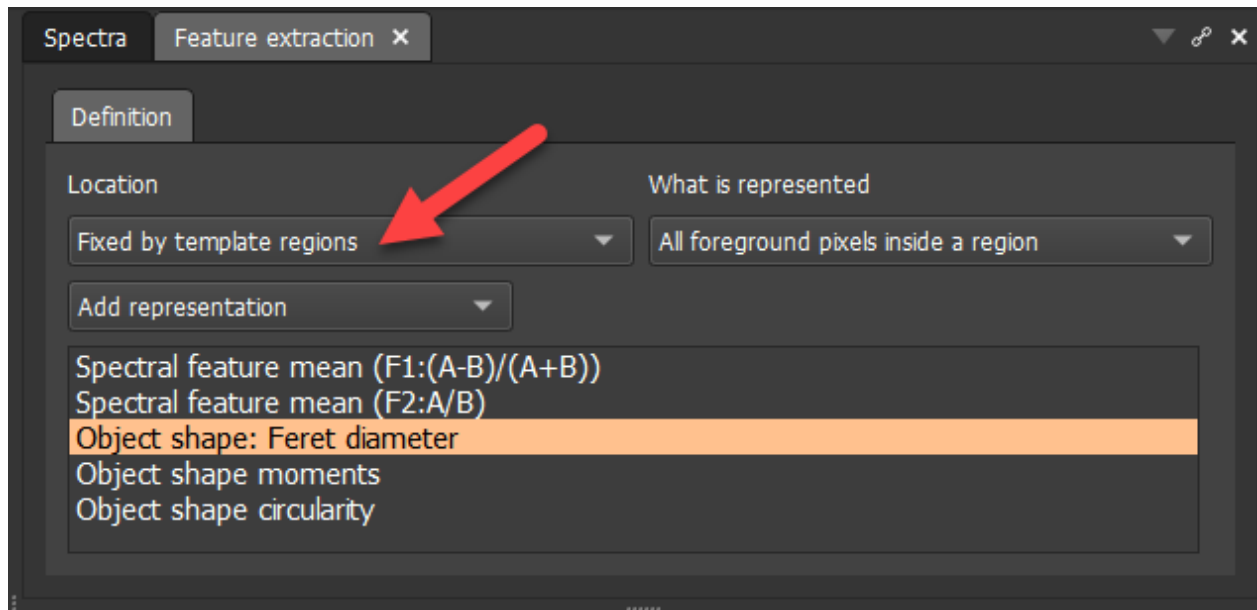 Spectra
Feature extraction
Definition
Location
What is represented
Fixed by template regions
All foreground pixels inside a region
Add representation
Spectral feature mean (F1:(A-B)/(A+B))
Spectral feature mean (F2:A/B)
Object shape: Feret diameter
Object shape moments
Object shape circularity